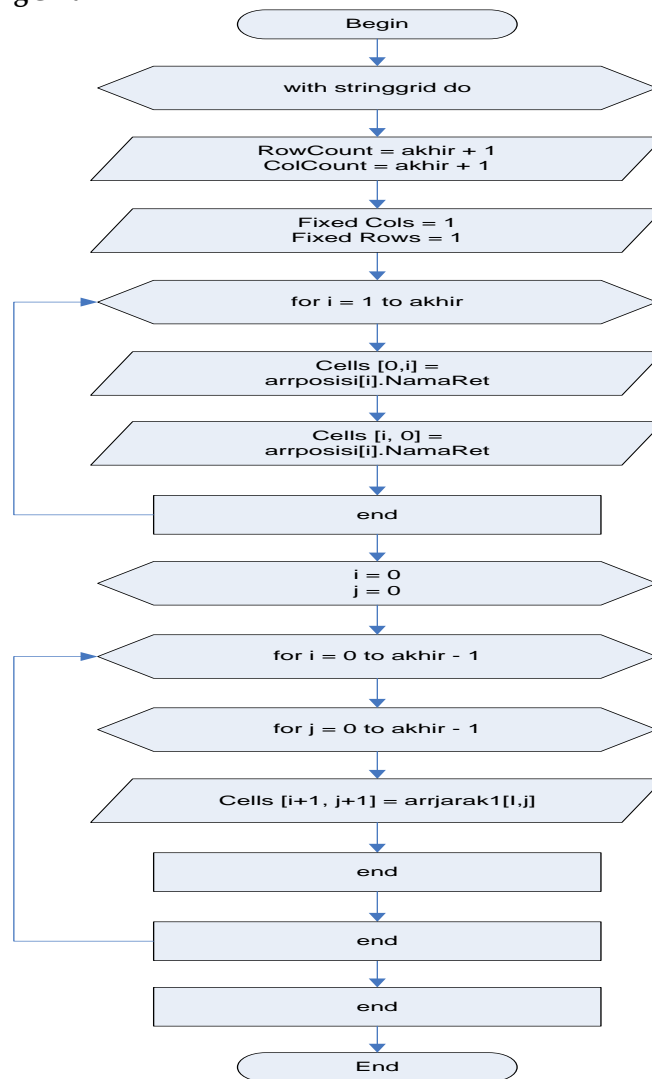 Begin
with stringgrid do
RowCount = akhir + 1
ColCount = akhir + 1
Fixed Cols = 1
Fixed Rows = 1
for i = 1 to akhir
Cells [0,i] =
arrposisi[i].NamaRet
Cells [i, 0] =
arrposisi[i].NamaRet
end
i = 0
j = 0
for i = 0 to akhir - 1
for j = 0 to akhir - 1
Cells [i+1, j+1] = arrjarak1[I,j]
end
end
end
End